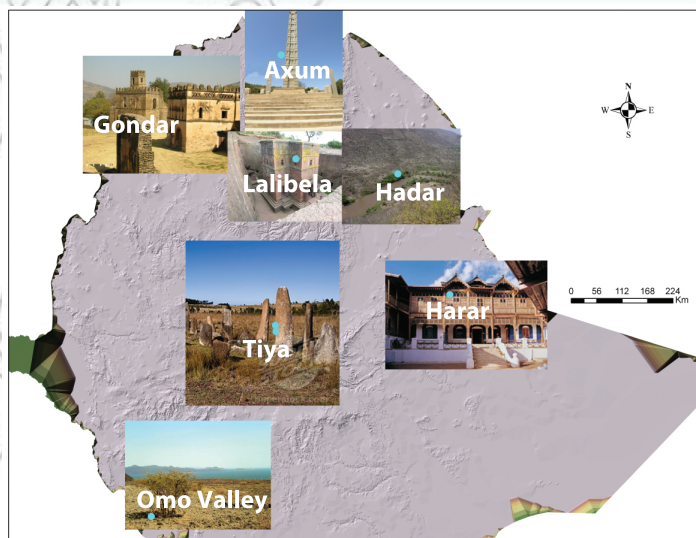 Axum
Gondar
Lalibela
Hadar
Tiya
Harar
Omo Valley
N
W E
S
0 56 112 168 224
Km